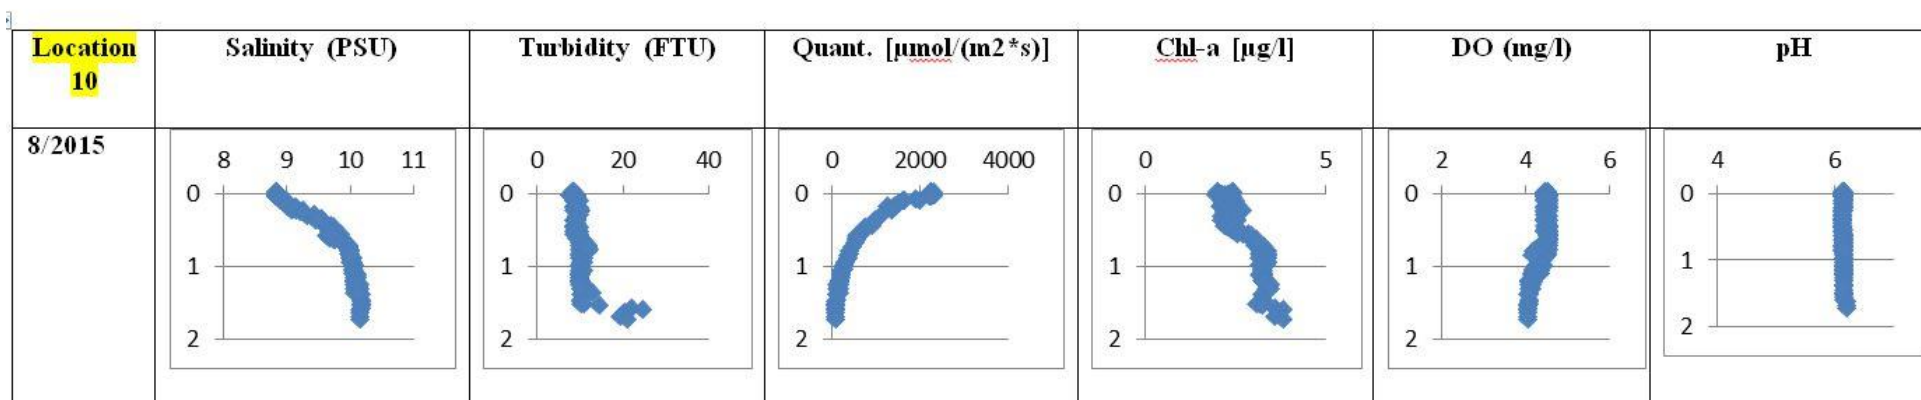 Location
10
Salinity (PSU)
Turbidity (FTU)
Quant. [μmol/(m2*s)]
Chl-a [μg/l]
DO (mg/l)
pH
8/2015
8 9 10 11
0
1
2
0 20 40
0
1
2
0 2000 4000
0
1
2
0 5
0
1
2
2 4 6
0
1
2
4 6
0
1
2